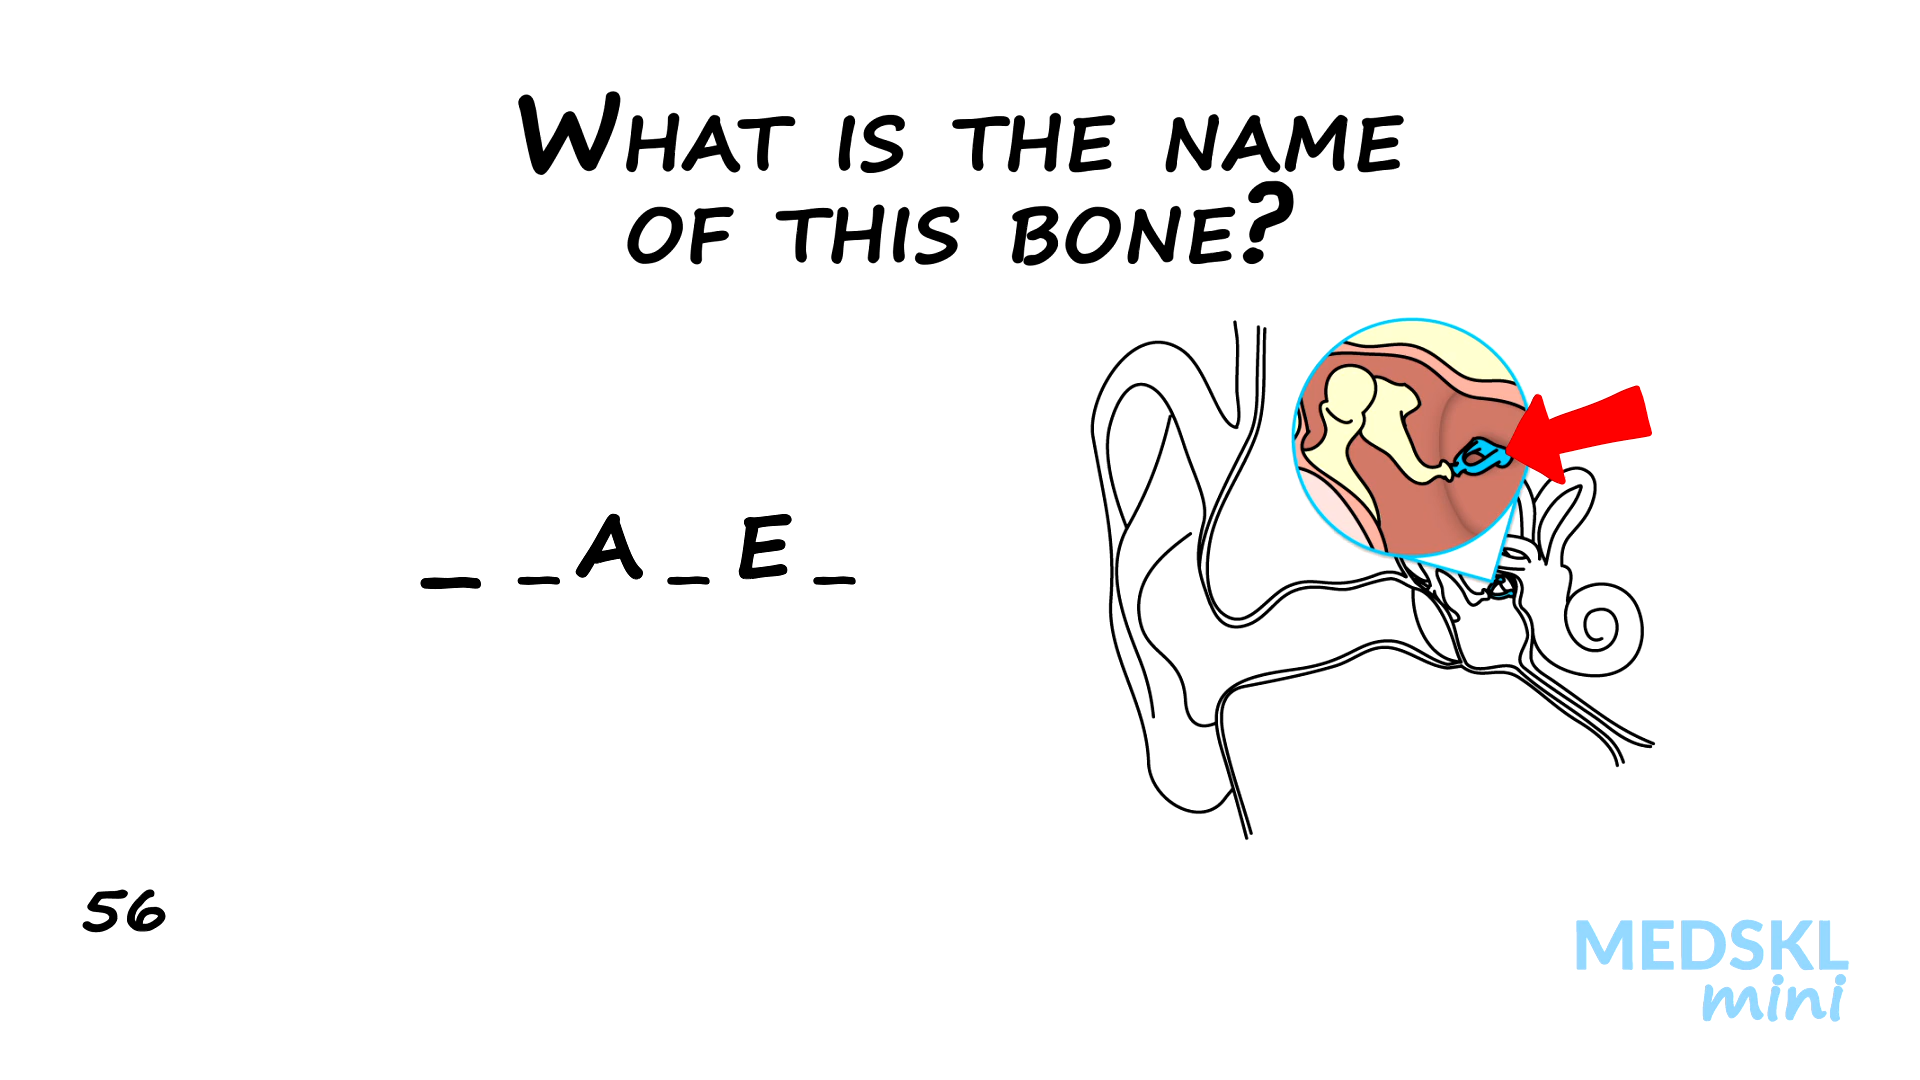 What is the name
of this bone?
_ _ A _ E _
56
MEDSKL
mini